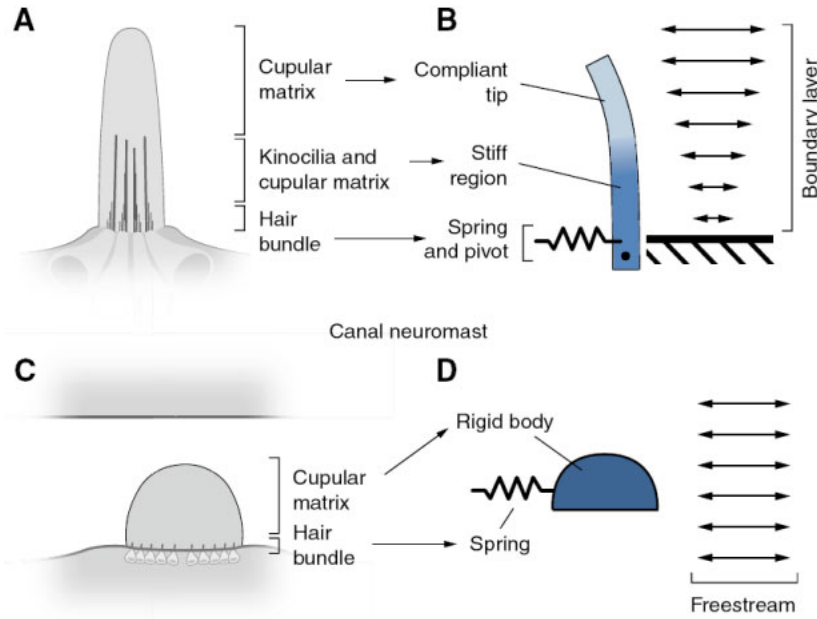 A
B
Cupular
matrix
Compliant
tip
Kinocilia and
cupular matrix
Stiff
region
Hair
bundle
Spring
and pivot
Boundary layer
Canal neuromast
C
D
Rigid body
Cupular
matrix
Hair
bundle
Spring
Freestream